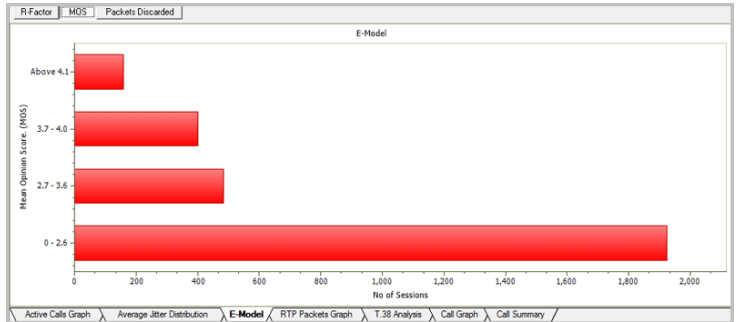 R-Factor MOS Packets Discarded
E-Model
Mean Opinion Score. (MOS)
Above 4.1
3.7 - 4.0
2.7 - 3.6
0 - 2.6
0 200 400 600 800 1,000 1,200 1,400 1,600 1,800 2,000
No of Sessions
Active Calls Graph Average Jitter Distribution E-Model RTP Packets Graph T.38 Analysis Call Graph Call Summary